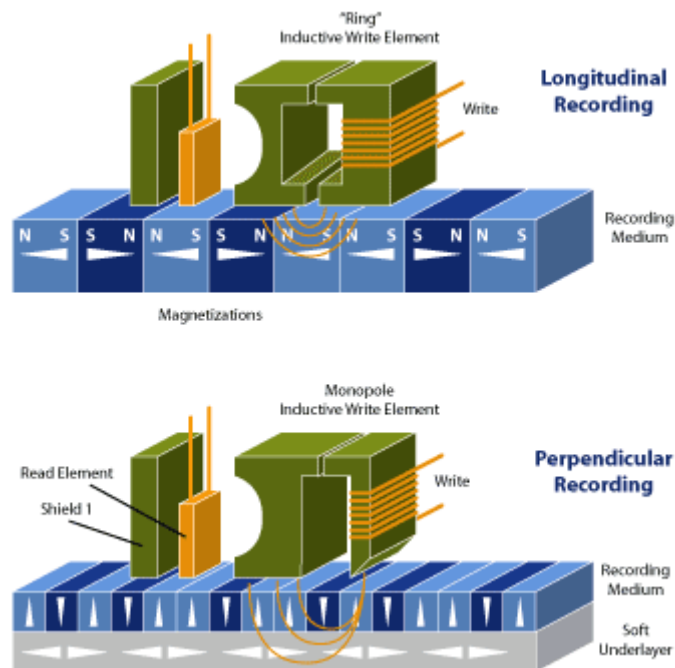 "Ring"
Inductive Write Element
Longitudinal
Recording
Write
Recording
Medium
N S S N N S S N N S N S S N N S
Magnetizations
Monopole
Inductive Write Element
Perpendicular
Recording
Read Element
Write
Shield 1
Recording
Medium
Soft
Underlayer